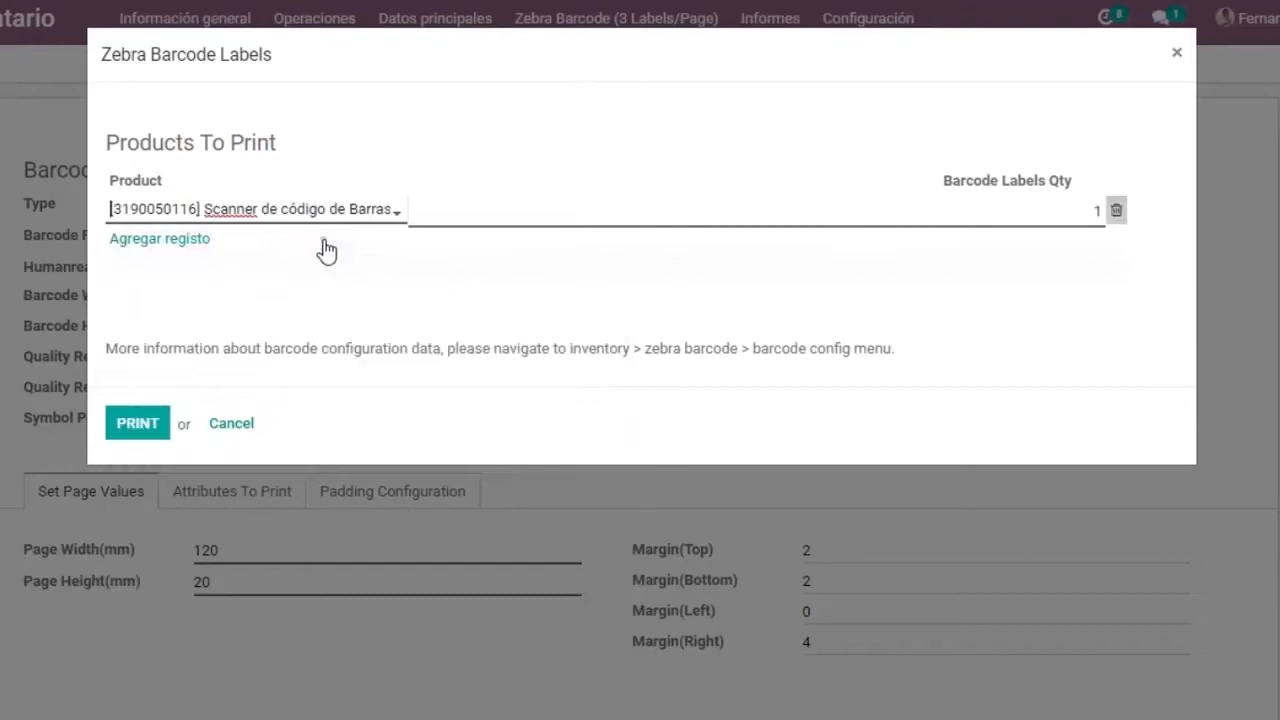 ntario Información general Operaciones Datos principales Zebra Barcode (3 Labels/Page) Informes Configuración 8 1 Fernar
Zebra Barcode Labels ×
Products To Print
Product Barcode Labels Qty
[3190050116] Scanner de código de Barras 1
Agregar registo
More information about barcode configuration data, please navigate to inventory > zebra barcode > barcode config menu.
PRINT or Cancel
Barcod
Type
Barcode F
Humanrea
Barcode W
Barcode H
Quality Re
Quality Re
Symbol P
Set Page Values Attributes To Print Padding Configuration
Page Width(mm) 120 Margin(Top) 2
Page Height(mm) 20 Margin(Bottom) 2
Margin(Left) 0
Margin(Right) 4